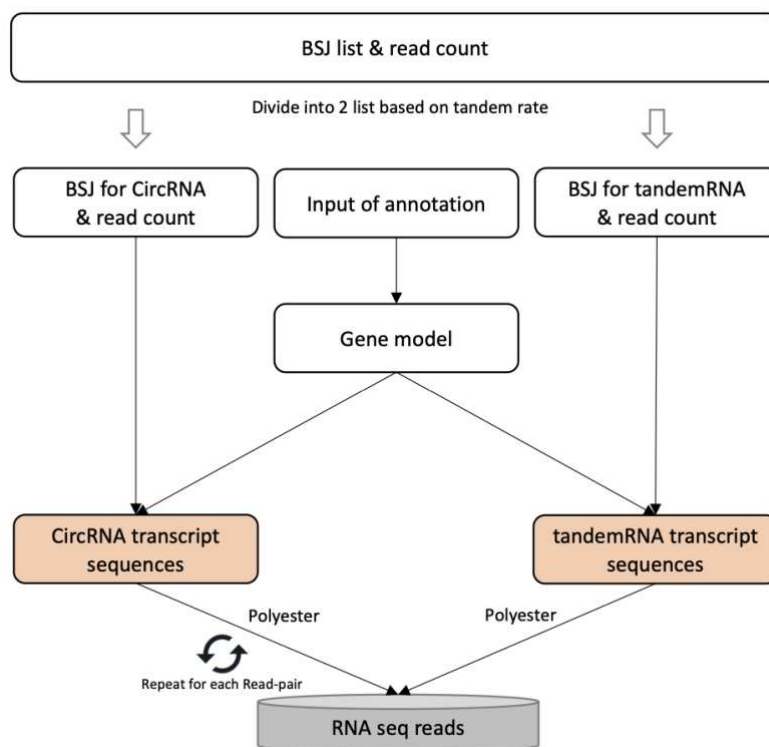 BSJ list & read count
Divide into 2 list based on tandem rate
BSJ for CircRNA
& read count
Input of annotation
BSJ for tandemRNA
& read count
Gene model
CircRNA transcript
sequences
tandemRNA transcript
sequences
Polyester
Polyester
Repeat for each Read-pair
RNA seq reads